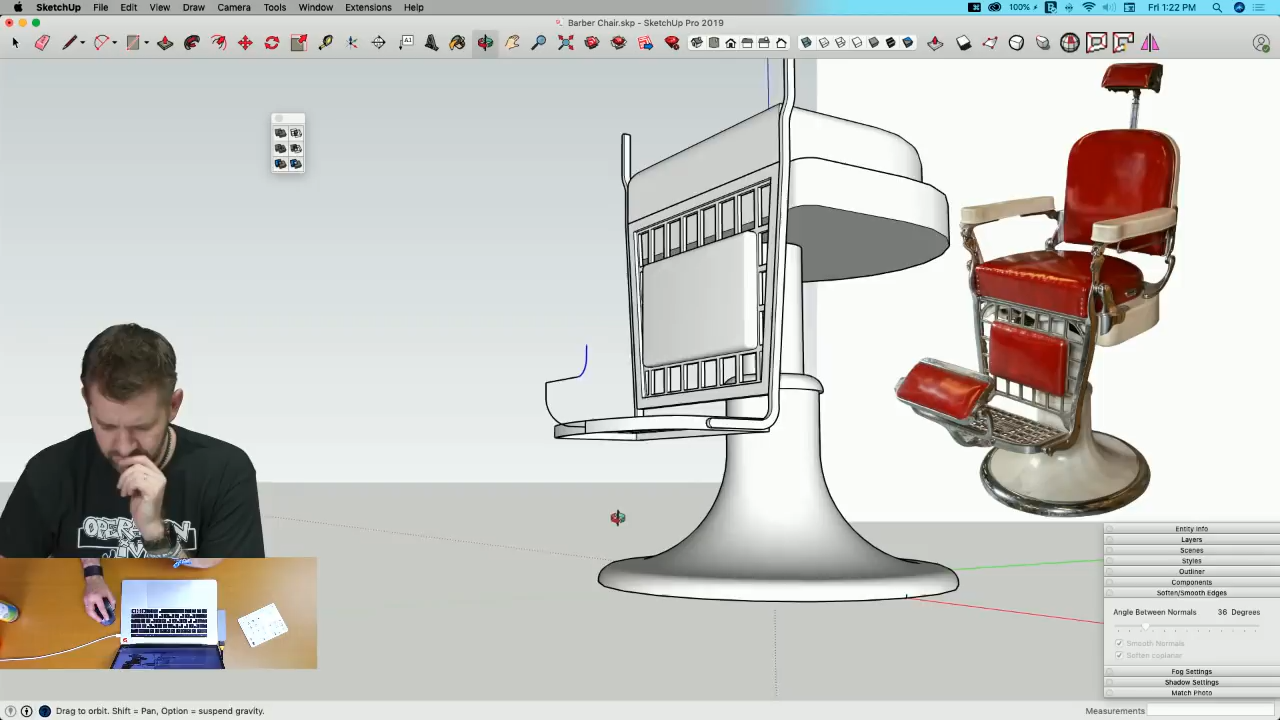 SketchUp File Edit View Draw Camera Tools Window Extensions Help
100% Fri 1:22 PM
Barber Chair.skp - SketchUp Pro 2019
A1
OPERATION
Entity Info
Layers
Scenes
Styles
Outliner
Components
Soften/Smooth Edges
Angle Between Normals 36 Degrees
Smooth Normals
Soften coplanar
Fog Settings
Shadow Settings
Match Photo
Drag to orbit. Shift = Pan, Option = suspend gravity.
Measurements